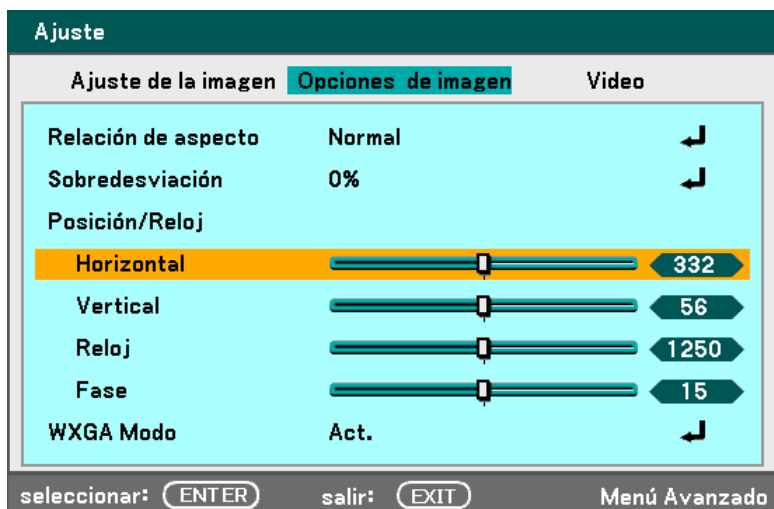 Ajuste
Ajuste de la imagen Opciones de imagen Video
Relación de aspecto Normal
Sobredesviación 0%
Posición/Reloj
Horizontal 332
Vertical 56
Reloj 1250
Fase 15
WXGA Modo Act.
seleccionar: ENTER salir: EXIT Menú Avanzado